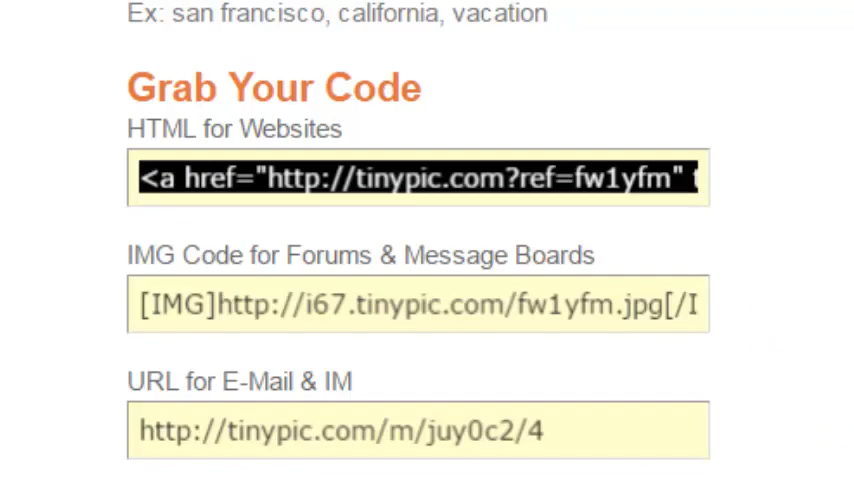 Ex: san francisco, california, vacation
Grab Your Code
HTML for Websites
<a href="http://tinypic.com?ref=fw1yfm" t
IMG Code for Forums & Message Boards
[IMG]http://i67.tinypic.com/fw1yfm.jpg[/I
URL for E-Mail & IM
http://tinypic.com/m/juy0c2/4